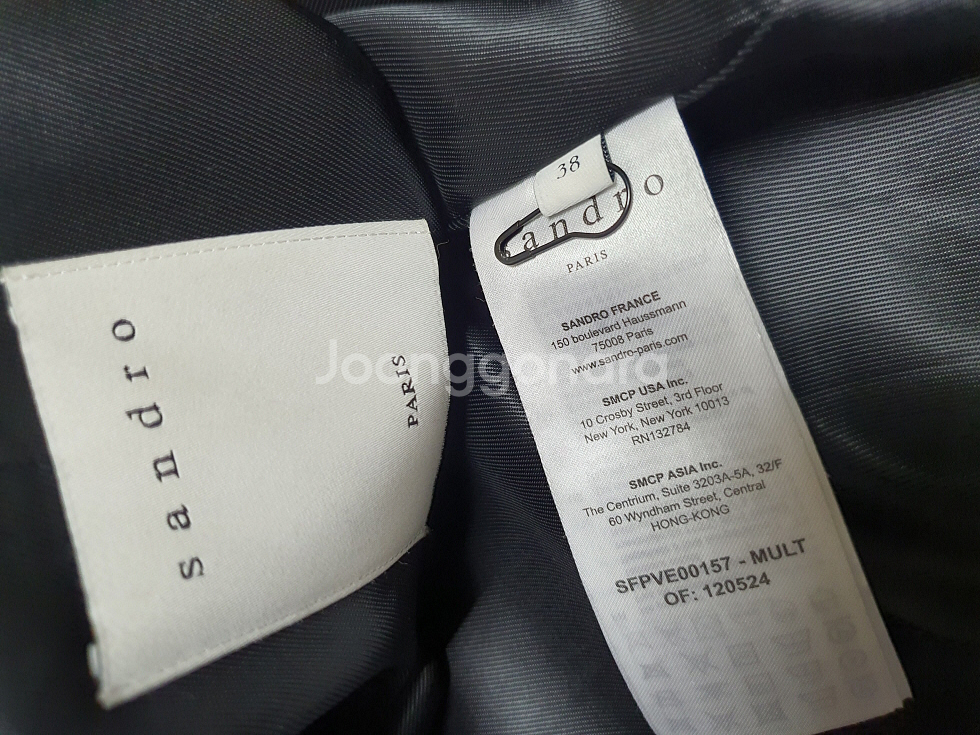 sandro
PARIS
38
sandro
PARIS
SANDRO FRANCE
150 boulevard Haussmann
75008 Paris
www.sandro-paris.com
SMCP USA Inc.
10 Crosby Street, 3rd Floor
New York, New York 10013
RN132784
SMCP ASIA Inc.
The Centrium, Suite 3203A-5A, 32/F
60 Wyndham Street, Central
HONG-KONG
SFPVE00157 - MULT
OF: 120524
Joonggonara